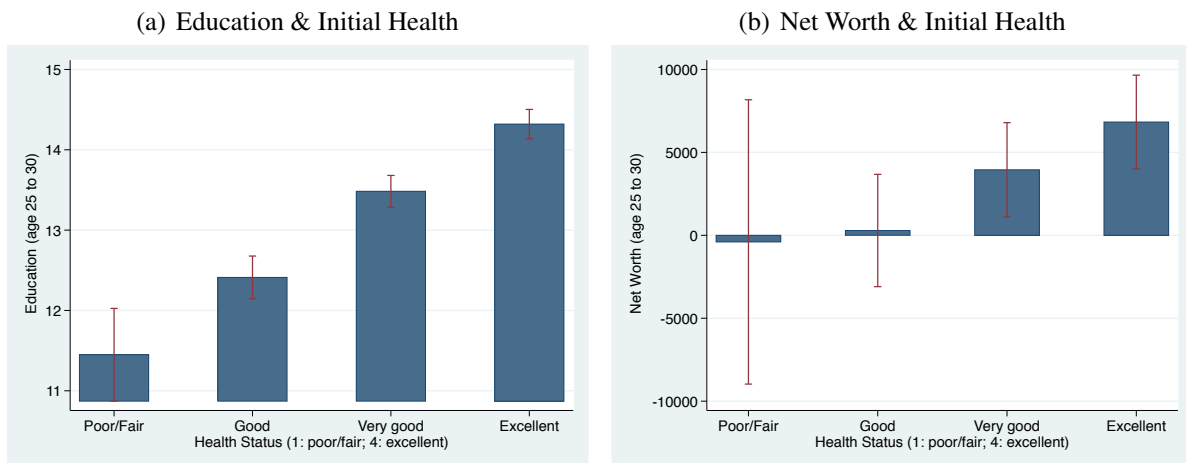 (a) Education & Initial Health
15
14
13
12
11
Education (age 25 to 30)
Poor/Fair Good Very good Excellent
Health Status (1: poor/fair; 4: excellent)
(b) Net Worth & Initial Health
10000
5000
0
-5000
-10000
Net Worth (age 25 to 30)
Poor/Fair Good Very good Excellent
Health Status (1: poor/fair; 4: excellent)